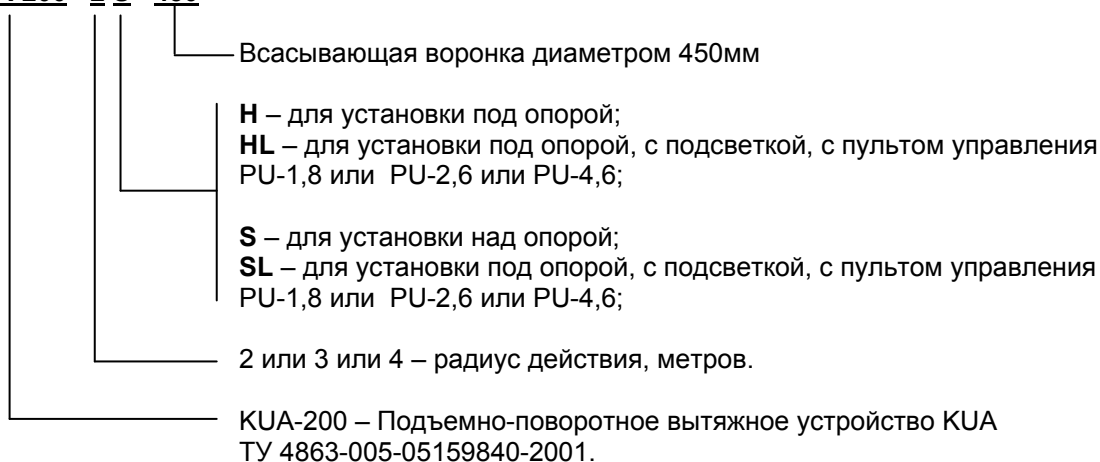 Всасывающая воронка диаметром 450мм
H – для установки под опорой;
HL – для установки под опорой, с подсветкой, с пультом управления
PU-1,8 или PU-2,6 или PU-4,6;
S – для установки над опорой;
SL – для установки под опорой, с подсветкой, с пультом управления
PU-1,8 или PU-2,6 или PU-4,6;
2 или 3 или 4 – радиус действия, метров.
KUA-200 – Подъемно-поворотное вытяжное устройство KUA
ТУ 4863-005-05159840-2001.